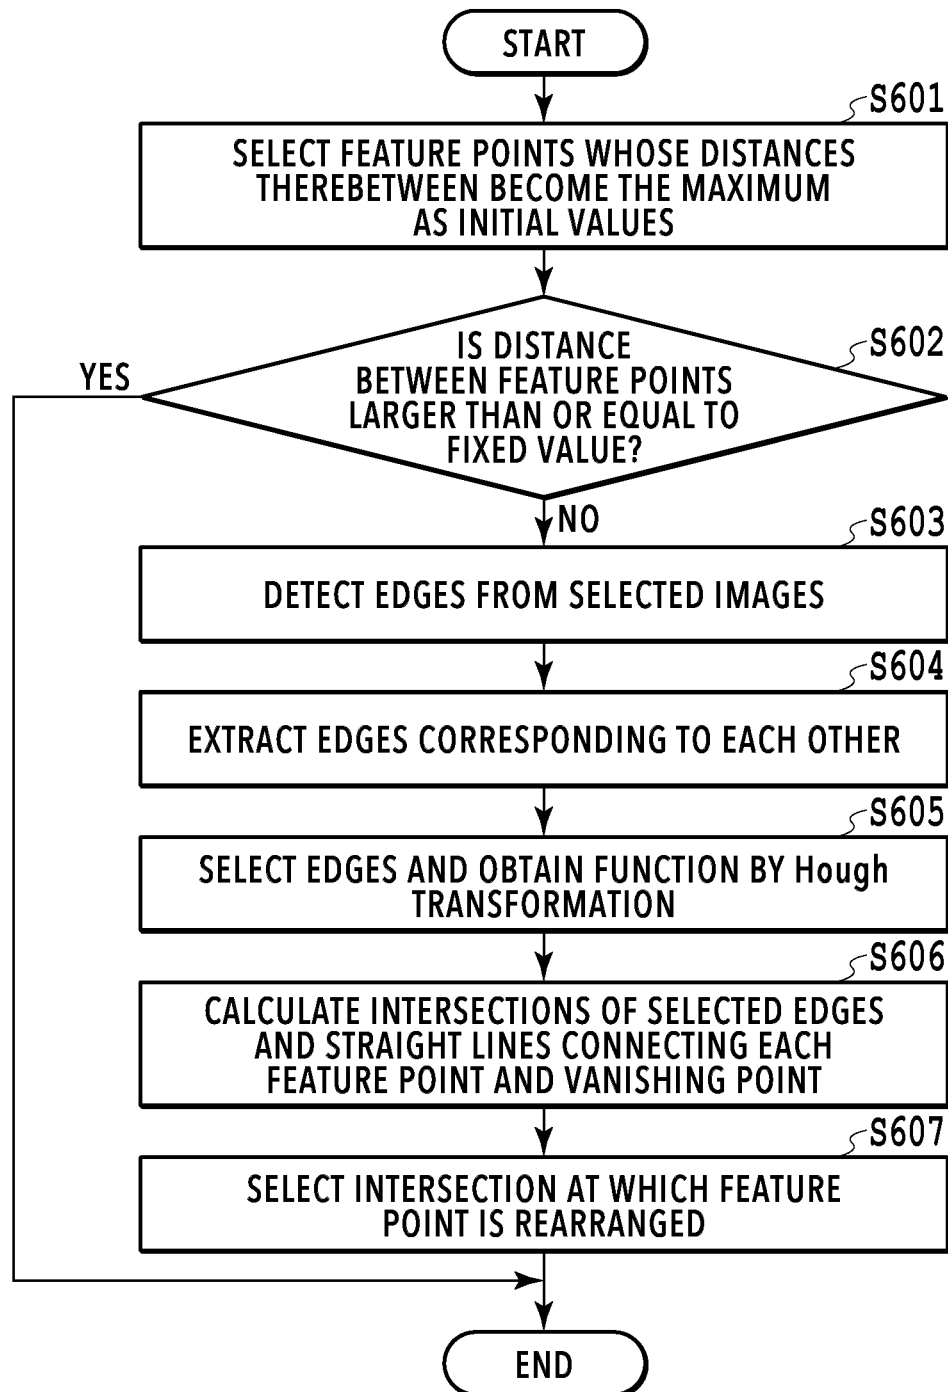 START
S601
SELECT FEATURE POINTS WHOSE DISTANCES
THEREBETWEEN BECOME THE MAXIMUM
AS INITIAL VALUES
S602
IS DISTANCE
BETWEEN FEATURE POINTS
LARGER THAN OR EQUAL TO
FIXED VALUE?
YES
NO
S603
DETECT EDGES FROM SELECTED IMAGES
S604
EXTRACT EDGES CORRESPONDING TO EACH OTHER
S605
SELECT EDGES AND OBTAIN FUNCTION BY Hough
TRANSFORMATION
S606
CALCULATE INTERSECTIONS OF SELECTED EDGES
AND STRAIGHT LINES CONNECTING EACH
FEATURE POINT AND VANISHING POINT
S607
SELECT INTERSECTION AT WHICH FEATURE
POINT IS REARRANGED
END